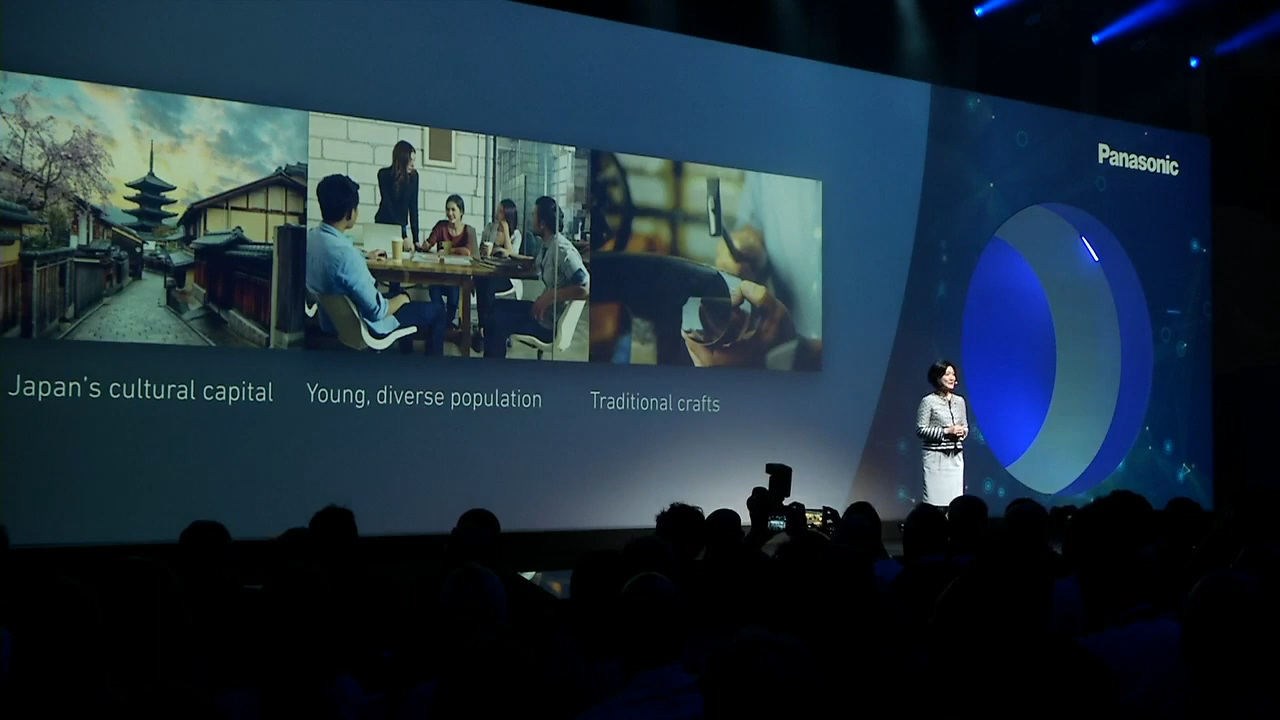 Panasonic
Japan's cultural capital
Young, diverse population
Traditional crafts